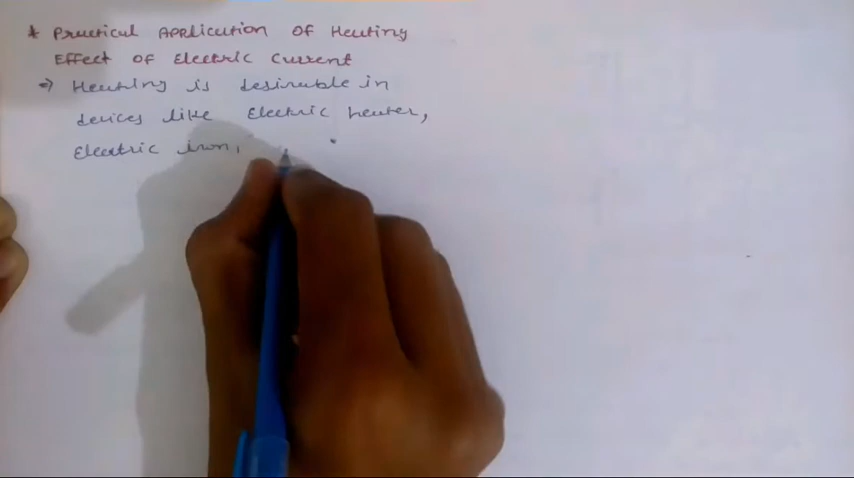 * Practical Application of Heating
Effect of Electric Current
⇒ Heating is desirable in
devices like Electric heater,
Electric iron,